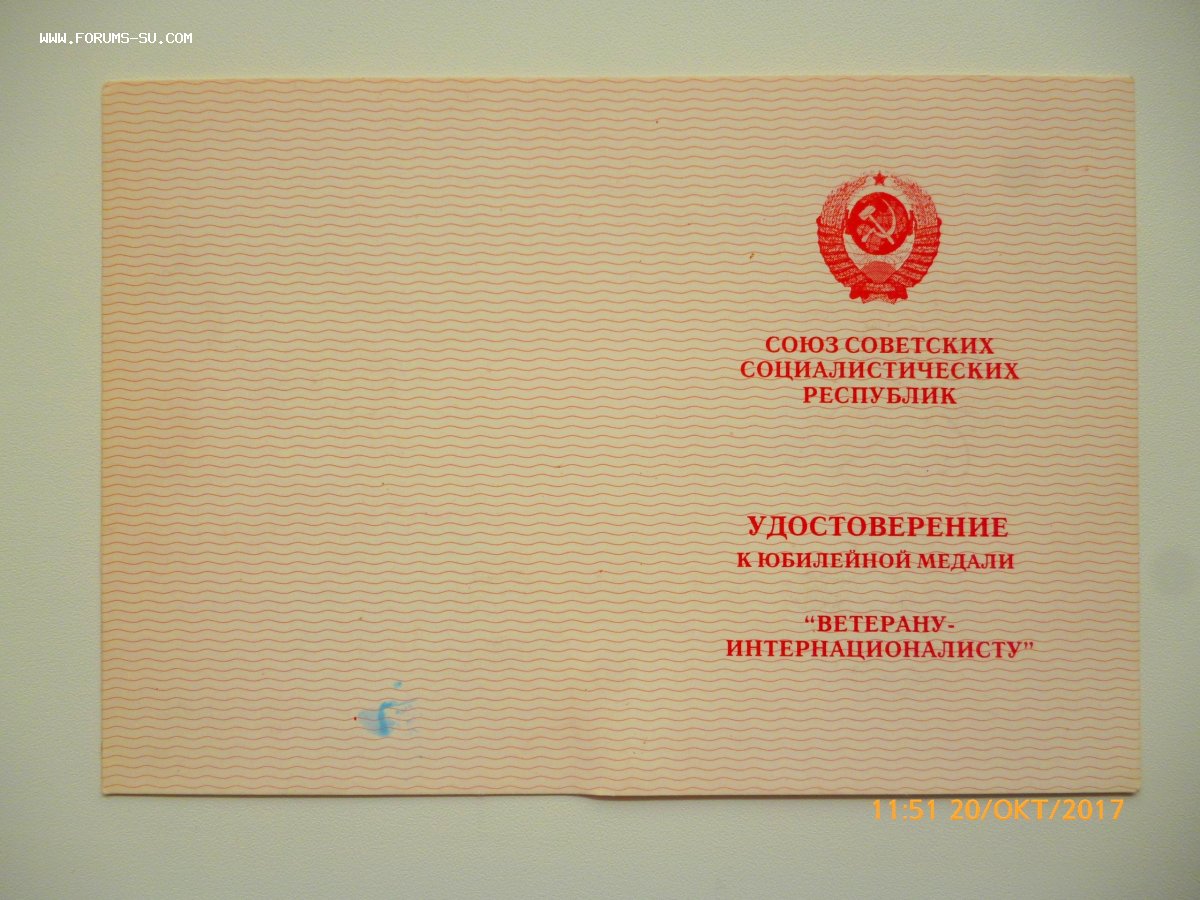 WWW.FORUMS-SU.COM
СОЮЗ СОВЕТСКИХ
СОЦИАЛИСТИЧЕСКИХ
РЕСПУБЛИК
УДОСТОВЕРЕНИЕ
К ЮБИЛЕЙНОЙ МЕДАЛИ
“ВЕТЕРАНУ-
ИНТЕРНАЦИОНАЛИСТУ”
11:51 20/ОКТ/2017